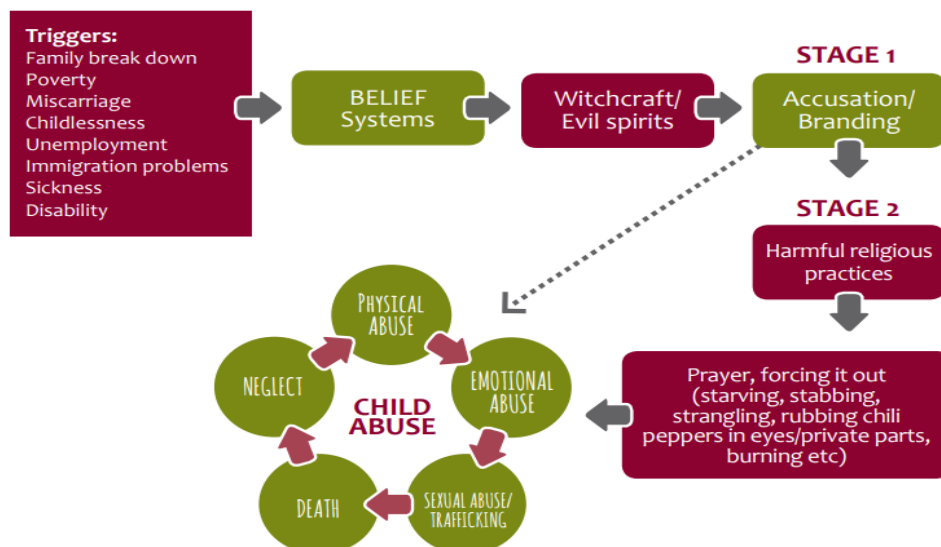 Triggers:
Family break down
Poverty
Miscarriage
Childlessness
Unemployment
Immigration problems
Sickness
Disability
BELIEF
Systems
Witchcraft/
Evil spirits
STAGE 1
Accusation/
Branding
STAGE 2
Harmful religious
practices
Prayer, forcing it out
(starving, stabbing,
strangling, rubbing chili
peppers in eyes/private parts,
burning etc)
CHILD
ABUSE
PHYSICAL
ABUSE
EMOTIONAL
ABUSE
SEXUAL ABUSE/
TRAFFICKING
DEATH
NEGLECT